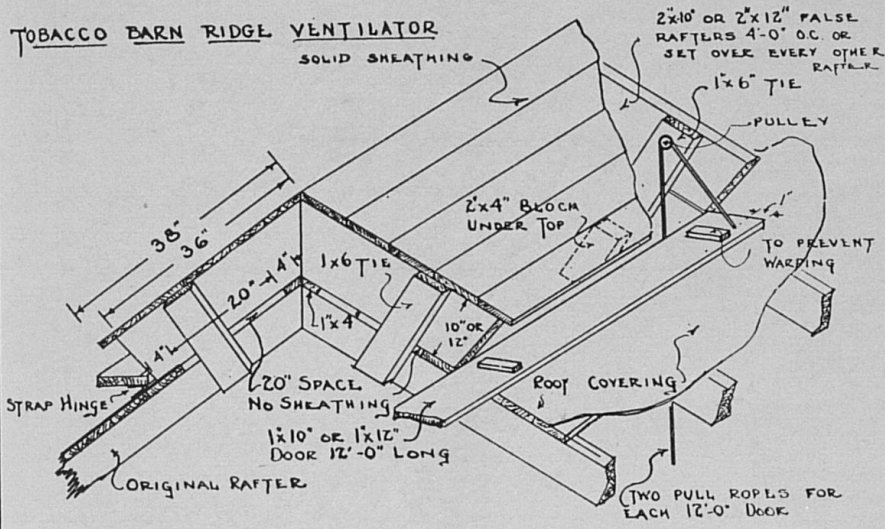 TOBACCO BARN RIDGE VENTILATOR
2"x10" OR 2"x12" FALSE
RAFTERS 4'-0" O.C. OR
SET OVER EVERY OTHER
RAFTER
SOLID SHEATHING
1"x6" TIE
PULLEY
38"
36"
2"x4" BLOCK
UNDER TOP
1"
TO PREVENT
WARPING
1x6 TIE
20"
4"
1"x4"
10" OR
12"
4"
STRAP HINGE
20" SPACE
NO SHEATHING
ROOF COVERING
1"x10" OR 1"x12"
DOOR 12'-0" LONG
ORIGINAL RAFTER
TWO PULL ROPES FOR
EACH 12'-0" DOOR